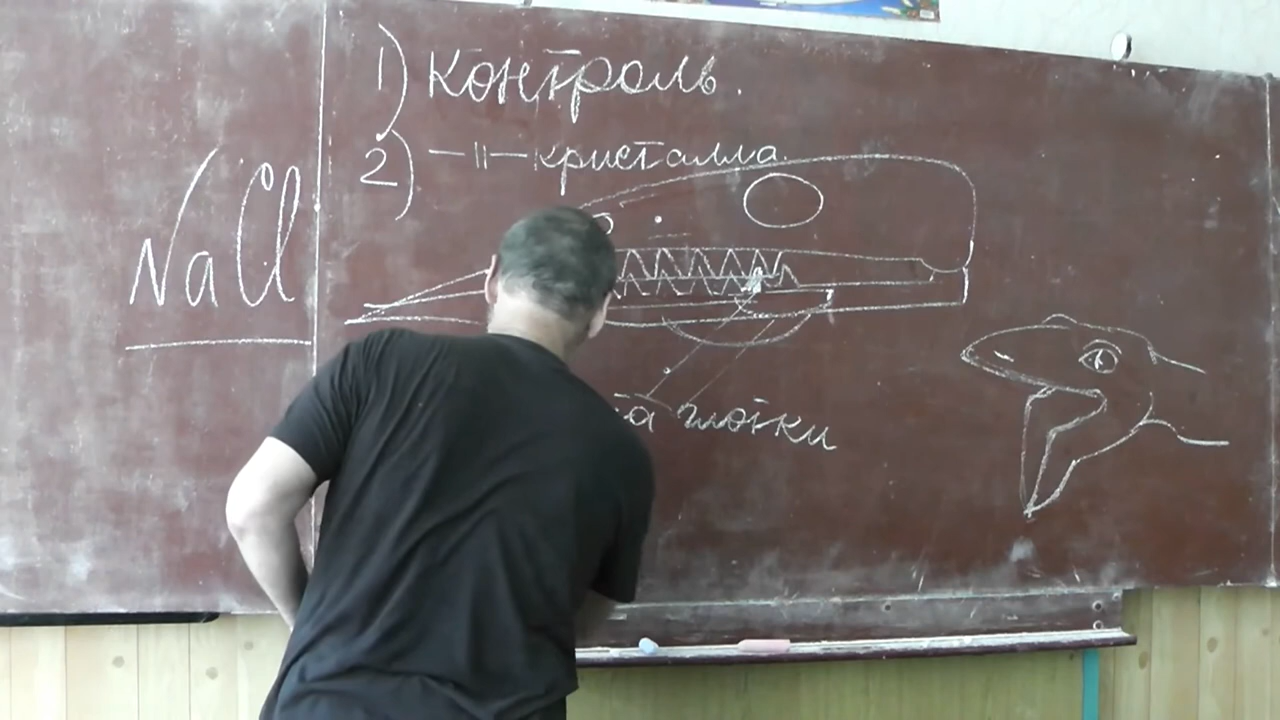 1) Контроль.
2) —||— кристалла
NaCl
глотки